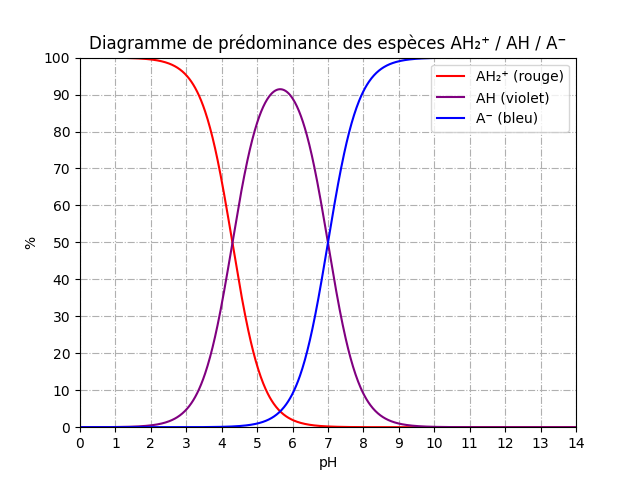 Diagramme de prédominance des espèces AH₂⁺ / AH / A⁻
100
90
80
70
60
50
40
30
20
10
0
%
AH₂⁺ (rouge)
AH (violet)
A⁻ (bleu)
0 1 2 3 4 5 6 7 8 9 10 11 12 13 14
pH